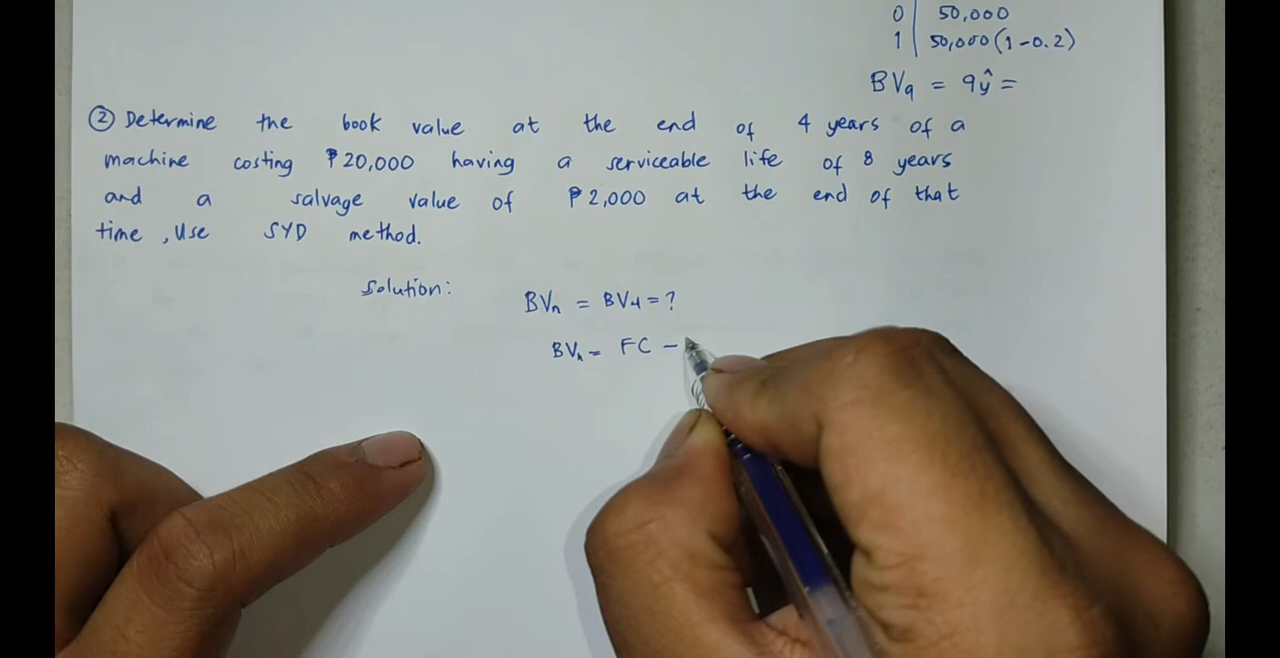 0 50,000
1 50,000(1-0.2)
BV9 = 9ŷ =
② Determine the book value at the end of 4 years of a
machine costing ₱20,000 having a serviceable life of 8 years
and a salvage value of ₱2,000 at the end of that
time, Use SYD method.
Solution:
BVn = BV4 = ?
BVn = FC -